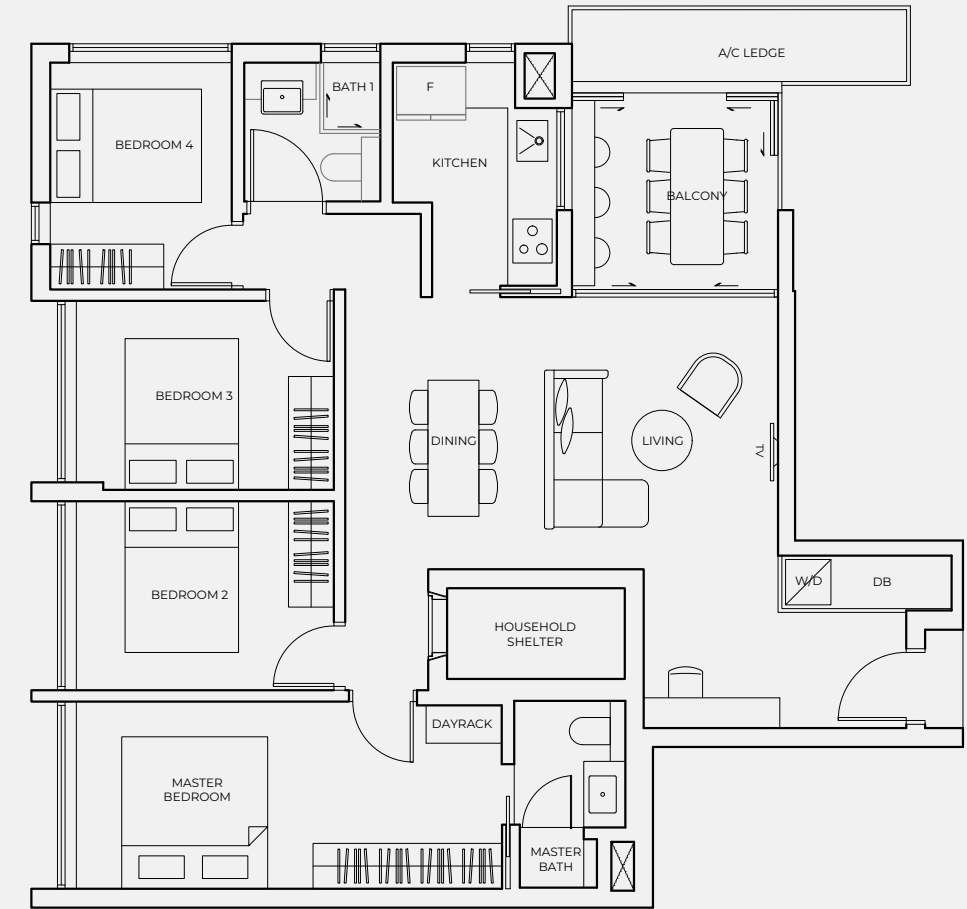 A/C LEDGE
BATH 1
F
BEDROOM 4
KITCHEN
BALCONY
BEDROOM 3
DINING
LIVING
TV
W/D
DB
BEDROOM 2
HOUSEHOLD
SHELTER
DAYRACK
MASTER
BEDROOM
MASTER
BATH